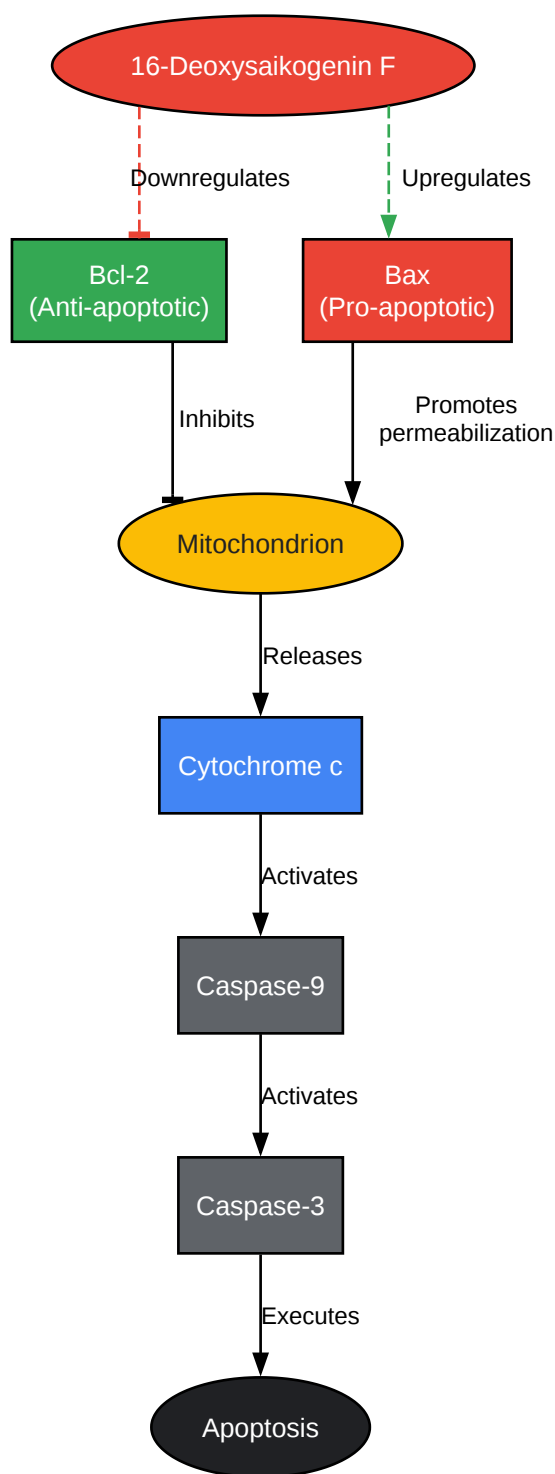 16-Deoxysaikogenin F
Downregulates
Upregulates
Bcl-2
(Anti-apoptotic)
Bax
(Pro-apoptotic)
Inhibits
Promotes
permeabilization
Mitochondrion
Releases
Cytochrome c
Activates
Caspase-9
Activates
Caspase-3
Executes
Apoptosis